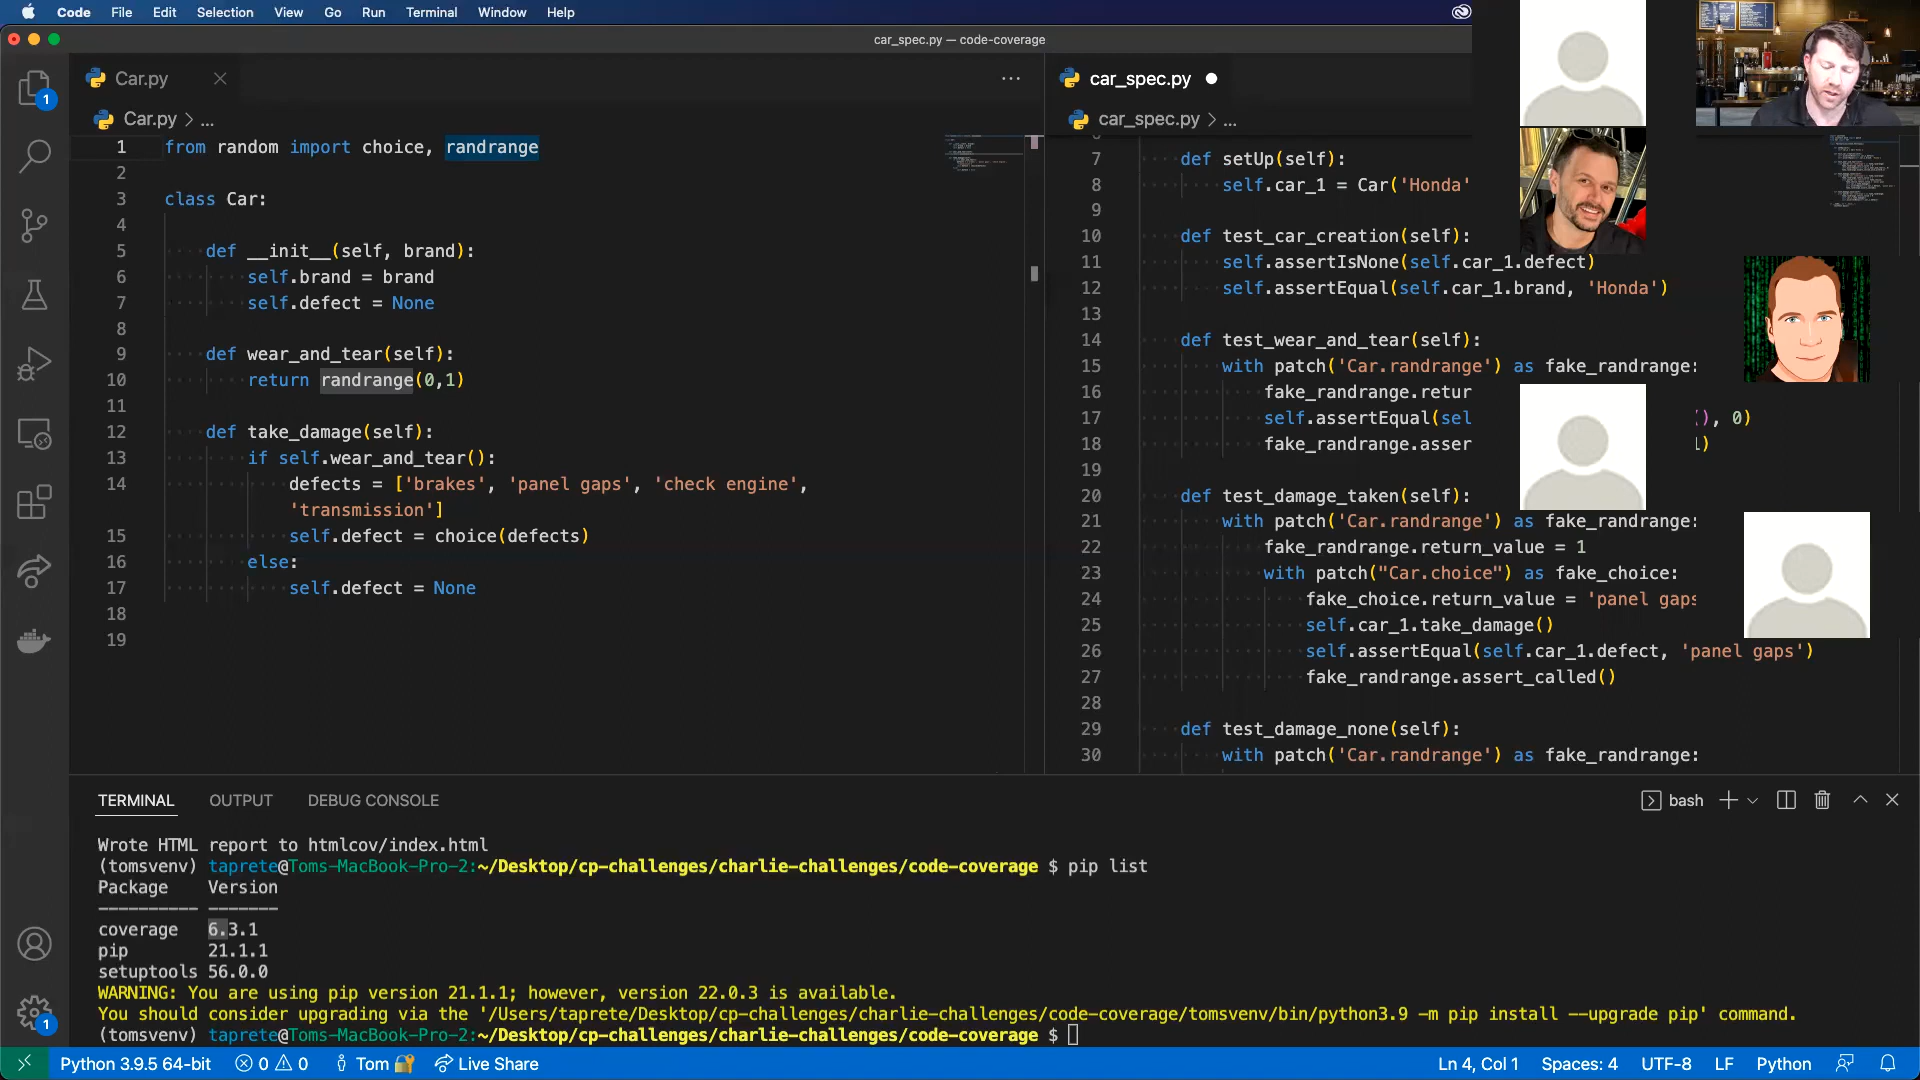 Code File Edit Selection View Go Run Terminal Window Help
car_spec.py — code-coverage
Car.py
Car.py > ...
1 from random import choice, randrange
2
3 class Car:
4
5 def __init__(self, brand):
6 self.brand = brand
7 self.defect = None
8
9 def wear_and_tear(self):
10 return randrange(0,1)
11
12 def take_damage(self):
13 if self.wear_and_tear():
14 defects = ['brakes', 'panel gaps', 'check engine',
'transmission']
15 self.defect = choice(defects)
16 else:
17 self.defect = None
18
19
car_spec.py
car_spec.py > ...
7 def setUp(self):
8 self.car_1 = Car('Honda'
9
10 def test_car_creation(self):
11 self.assertIsNone(self.car_1.defect)
12 self.assertEqual(self.car_1.brand, 'Honda')
13
14 def test_wear_and_tear(self):
15 with patch('Car.randrange') as fake_randrange:
16 fake_randrange.retur
17 self.assertEqual(sel (), 0)
18 fake_randrange.asser 1)
19
20 def test_damage_taken(self):
21 with patch('Car.randrange') as fake_randrange:
22 fake_randrange.return_value = 1
23 with patch("Car.choice") as fake_choice:
24 fake_choice.return_value = 'panel gaps
25 self.car_1.take_damage()
26 self.assertEqual(self.car_1.defect, 'panel gaps')
27 fake_randrange.assert_called()
28
29 def test_damage_none(self):
30 with patch('Car.randrange') as fake_randrange:
TERMINAL OUTPUT DEBUG CONSOLE
bash
Wrote HTML report to htmlcov/index.html
(tomsvenv) taprete@Toms-MacBook-Pro-2:~/Desktop/cp-challenges/charlie-challenges/code-coverage $ pip list
Package Version
---------- -------
coverage 6.3.1
pip 21.1.1
setuptools 56.0.0
WARNING: You are using pip version 21.1.1; however, version 22.0.3 is available.
You should consider upgrading via the '/Users/taprete/Desktop/cp-challenges/charlie-challenges/code-coverage/tomsvenv/bin/python3.9 -m pip install --upgrade pip' command.
(tomsvenv) taprete@Toms-MacBook-Pro-2:~/Desktop/cp-challenges/charlie-challenges/code-coverage $
1
1
Python 3.9.5 64-bit 0 0 Tom Live Share Ln 4, Col 1 Spaces: 4 UTF-8 LF Python